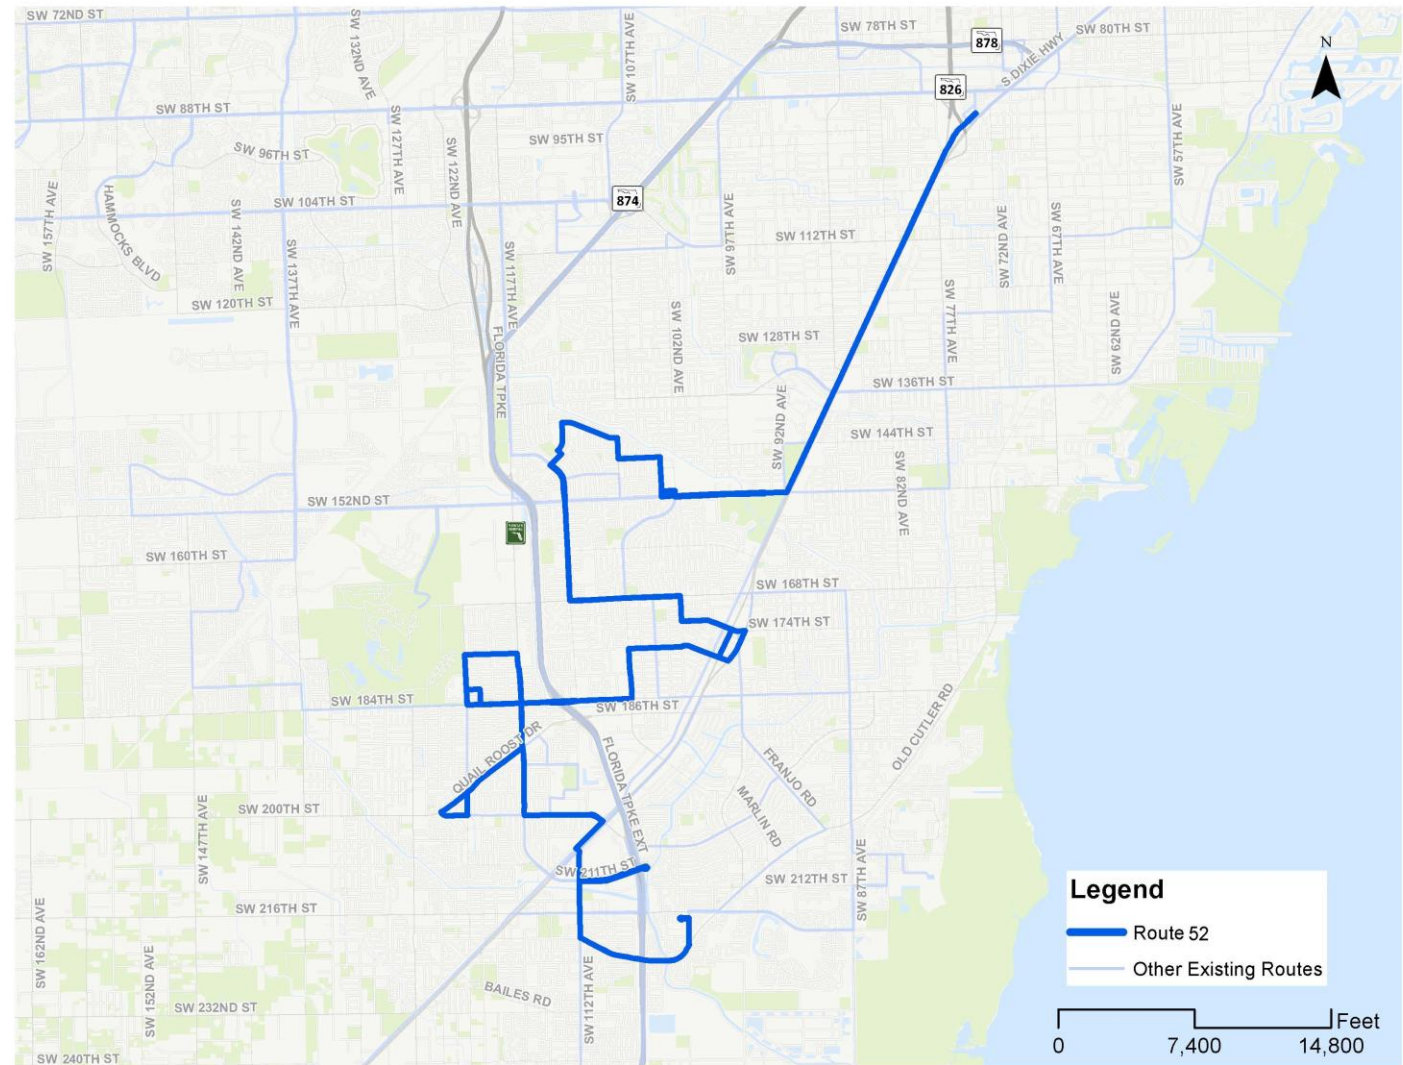 SW 72ND ST
SW 132ND AVE
SW 107TH AVE
SW 78TH ST
878
S DIXIE HWY
SW 80TH ST
N
826
SW 88TH ST
SW 127TH AVE
SW 122ND AVE
SW 95TH ST
SW 57TH AVE
SW 96TH ST
874
SW 104TH ST
SW 157TH AVE
HAMMOCKS BLVD
SW 142ND AVE
SW 137TH AVE
SW 117TH AVE
SW 97TH AVE
SW 112TH ST
SW 72ND AVE
SW 67TH AVE
SW 120TH ST
FLORIDA TPKE
SW 102ND AVE
SW 128TH ST
SW 77TH AVE
SW 62ND AVE
SW 136TH ST
SW 92ND AVE
SW 144TH ST
SW 82ND AVE
SW 152ND ST
SW 160TH ST
SW 168TH ST
SW 174TH ST
SW 184TH ST
SW 186TH ST
OLD CUTLER RD
QUAIL ROOST DR
FLORIDA TPKE EXT
FRANJO RD
MARLIN RD
SW 200TH ST
SW 147TH AVE
SW 211TH ST
SW 212TH ST
SW 87TH AVE
SW 216TH ST
SW 162ND AVE
SW 152ND AVE
BAILES RD
SW 112TH AVE
SW 232ND ST
SW 240TH ST
Legend
Route 52
Other Existing Routes
Feet
0 7,400 14,800